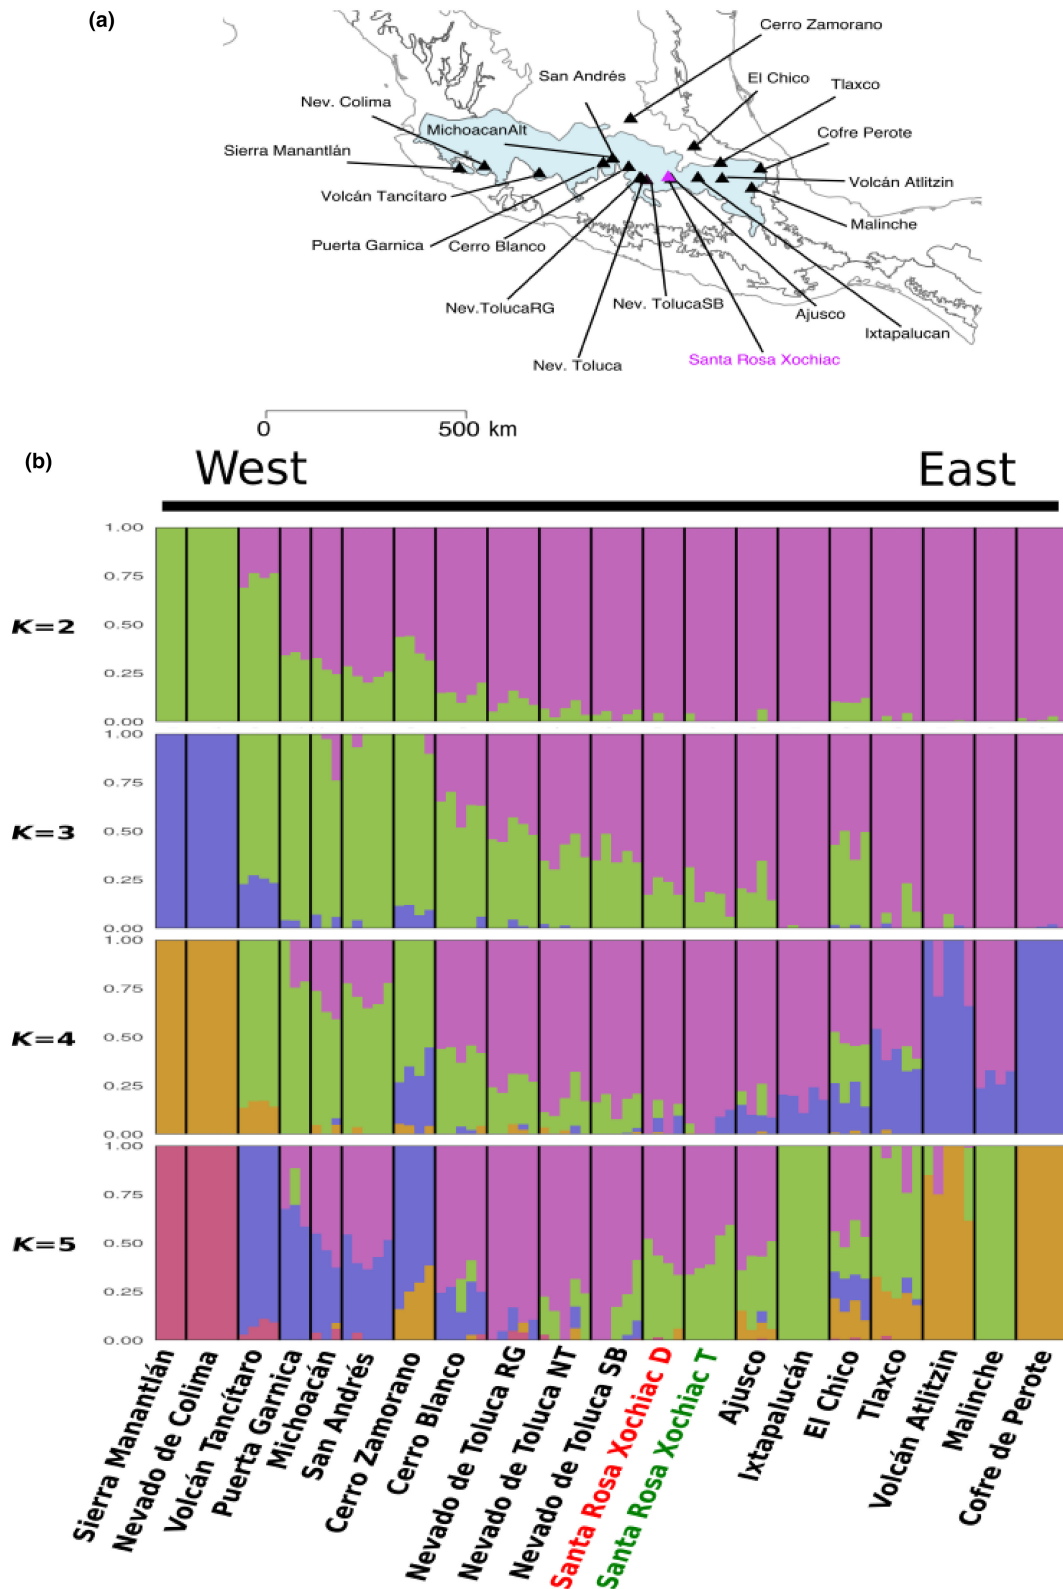 (a)
Cerro Zamorano
San Andrés
El Chico
Tlaxco
Nev. Colima
MichoacanAlt
Cofre Perote
Sierra Manantlán
Volcán Atlitzin
Volcán Tancítaro
Malinche
Puerta Garnica
Cerro Blanco
Nev.TolucaRG
Nev. TolucaSB
Ajusco
Ixtapalucan
Nev. Toluca
Santa Rosa Xochiac
0 500 km
(b)
West East
1.00
0.75
K=2
0.50
0.25
0.00
1.00
0.75
K=3
0.50
0.25
0.00
1.00
0.75
K=4
0.50
0.25
0.00
1.00
0.75
K=5
0.50
0.25
0.00
Sierra Manantlán
Nevado de Colima
Volcán Tancítaro
Puerta Garnica
Michoacán
San Andrés
Cerro Zamorano
Cerro Blanco
Nevado de Toluca RG
Nevado de Toluca NT
Nevado de Toluca SB
Santa Rosa Xochiac D
Santa Rosa Xochiac T
Ajusco
Ixtapalucán
El Chico
Tlaxco
Volcán Atlitzin
Malinche
Cofre de Perote